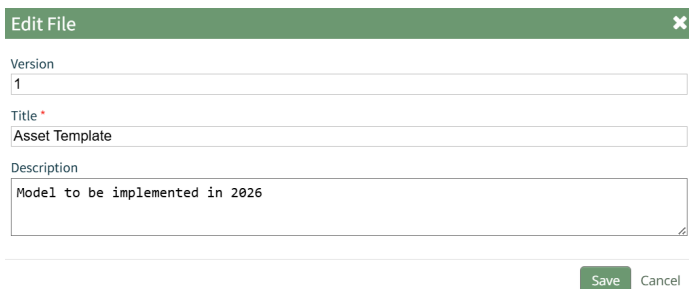 Edit File
Version
1
Title *
Asset Template
Description
Model to be implemented in 2026
Save Cancel